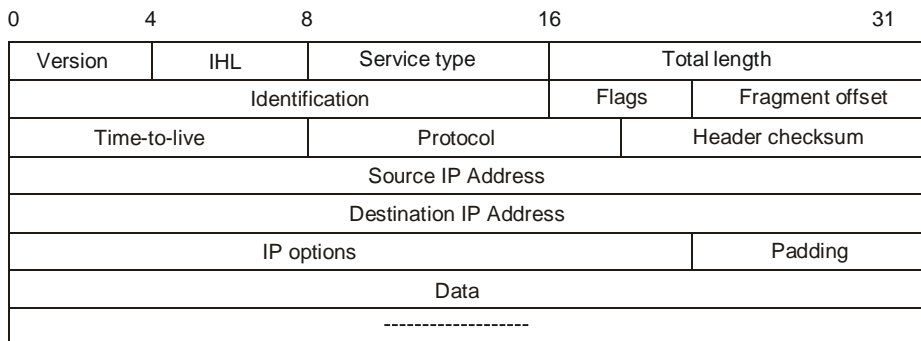 0 4 8 16 31
Version IHL Service type Total length
Identification Flags Fragment offset
Time-to-live Protocol Header checksum
Source IP Address
Destination IP Address
IP options Padding
Data
-------------------